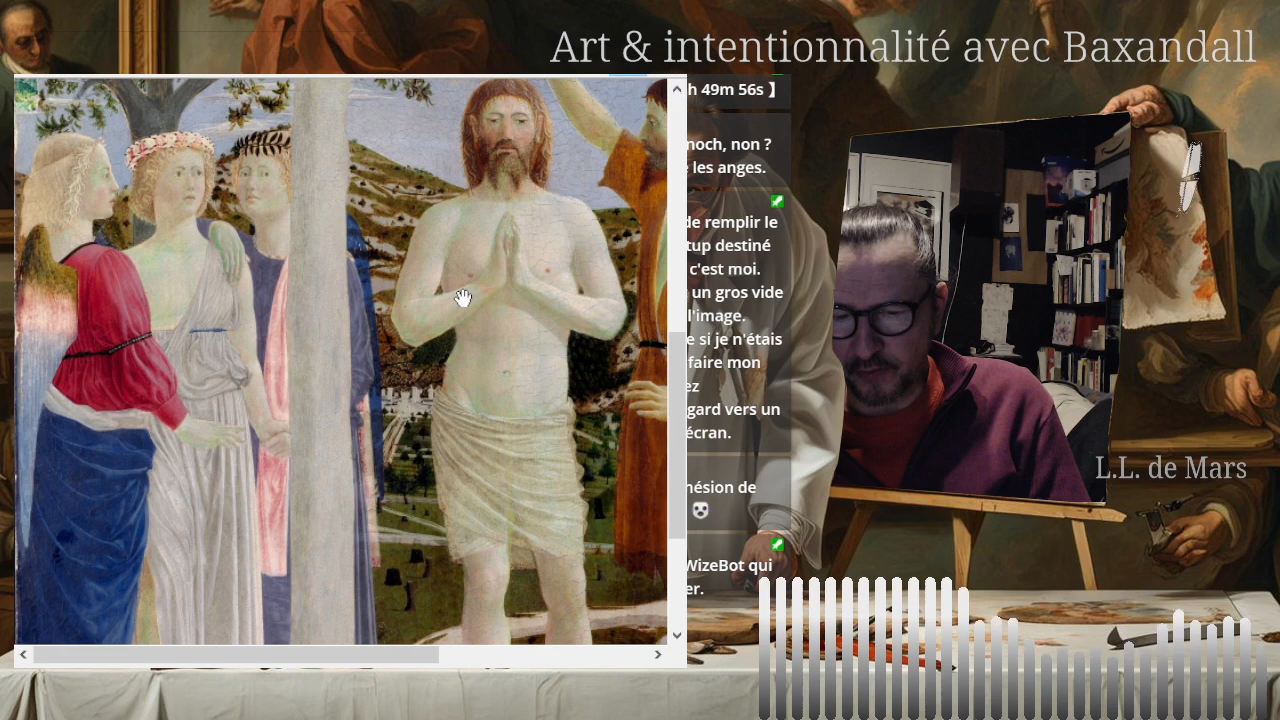 Art & intentionnalité avec Baxandall
h 49m 56s 】
noch, non ?
les anges.
de remplir le
tup destiné
c'est moi.
un gros vide
l'image.
e si je n'étais
faire mon
ez
gard vers un
écran.
hésion de
WizeBot qui
er.
L.L. de Mars